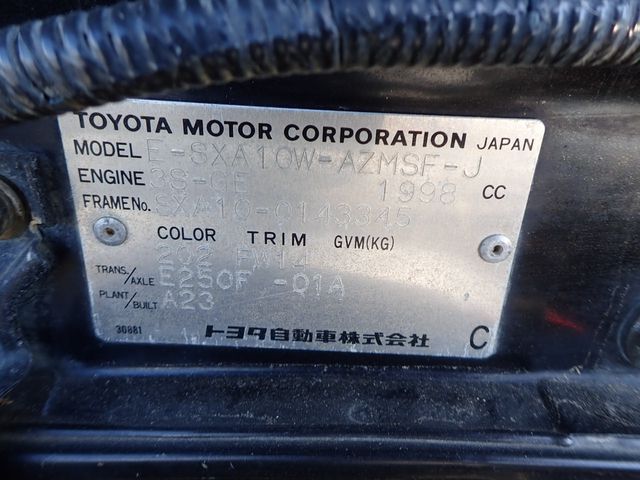 TOYOTA MOTOR CORPORATION JAPAN
MODEL E-SXA10W-AZMSF-J
ENGINE 3S-GE 1998 CC
FRAME No. SXA10-0143345
COLOR TRIM GVM(KG)
202 FW14
TRANS./AXLE E250F -01A
PLANT/BUILT A23
30881 トヨタ自動車株式会社 C